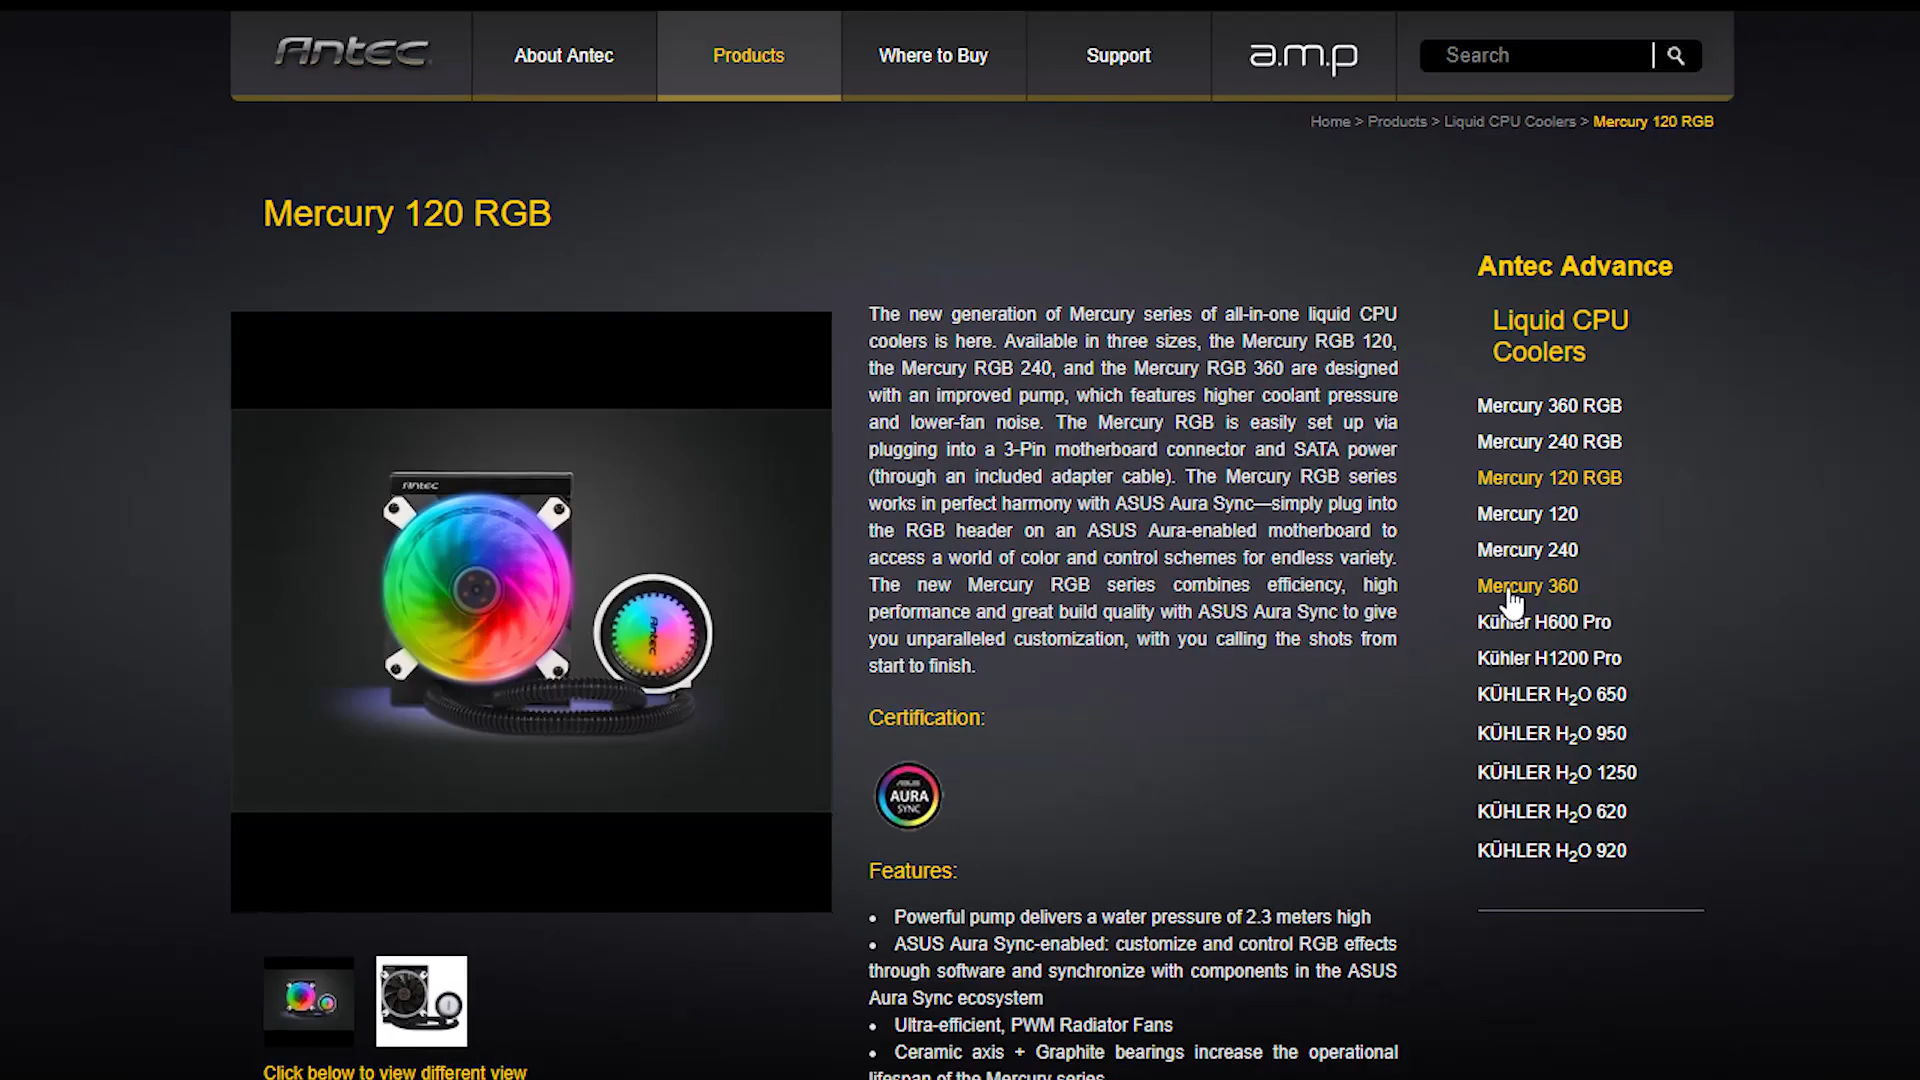 Antec
About Antec
Products
Where to Buy
Support
a.m.p
Search
Home > Products > Liquid CPU Coolers > Mercury 120 RGB
Mercury 120 RGB
Antec
Antec
Click below to view different view
The new generation of Mercury series of all-in-one liquid CPU
coolers is here. Available in three sizes, the Mercury RGB 120,
the Mercury RGB 240, and the Mercury RGB 360 are designed
with an improved pump, which features higher coolant pressure
and lower-fan noise. The Mercury RGB is easily set up via
plugging into a 3-Pin motherboard connector and SATA power
(through an included adapter cable). The Mercury RGB series
works in perfect harmony with ASUS Aura Sync—simply plug into
the RGB header on an ASUS Aura-enabled motherboard to
access a world of color and control schemes for endless variety.
The new Mercury RGB series combines efficiency, high
performance and great build quality with ASUS Aura Sync to give
you unparalleled customization, with you calling the shots from
start to finish.
Certification:
ASUS
AURA
SYNC
Features:
• Powerful pump delivers a water pressure of 2.3 meters high
• ASUS Aura Sync-enabled: customize and control RGB effects
through software and synchronize with components in the ASUS
Aura Sync ecosystem
• Ultra-efficient, PWM Radiator Fans
• Ceramic axis + Graphite bearings increase the operational
lifespan of the Mercury series
Antec Advance
Liquid CPU
Coolers
Mercury 360 RGB
Mercury 240 RGB
Mercury 120 RGB
Mercury 120
Mercury 240
Mercury 360
Kühler H600 Pro
Kühler H1200 Pro
KÜHLER H₂O 650
KÜHLER H₂O 950
KÜHLER H₂O 1250
KÜHLER H₂O 620
KÜHLER H₂O 920